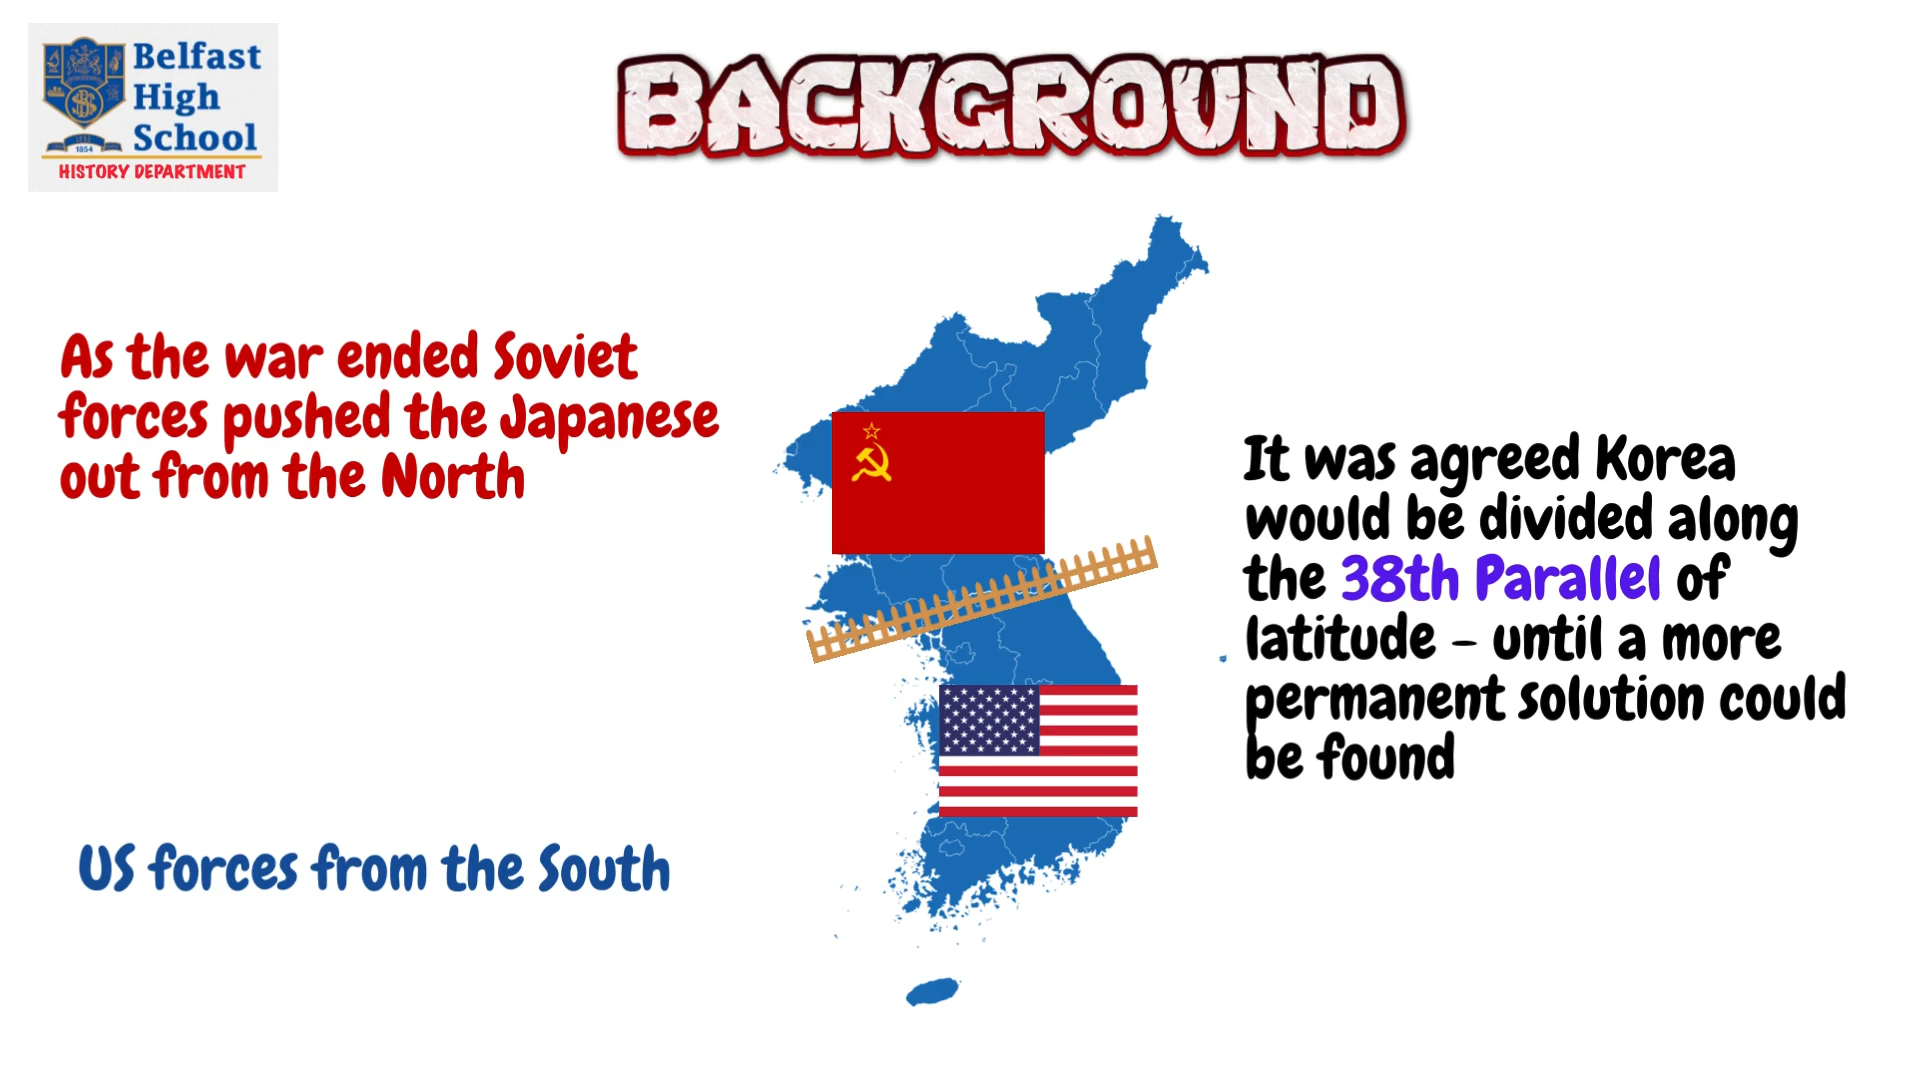 Belfast
High
School
1854
HISTORY DEPARTMENT
BACKGROUND
As the war ended Soviet
forces pushed the Japanese
out from the North
US forces from the South
It was agreed Korea
would be divided along
the 38th Parallel of
latitude - until a more
permanent solution could
be found